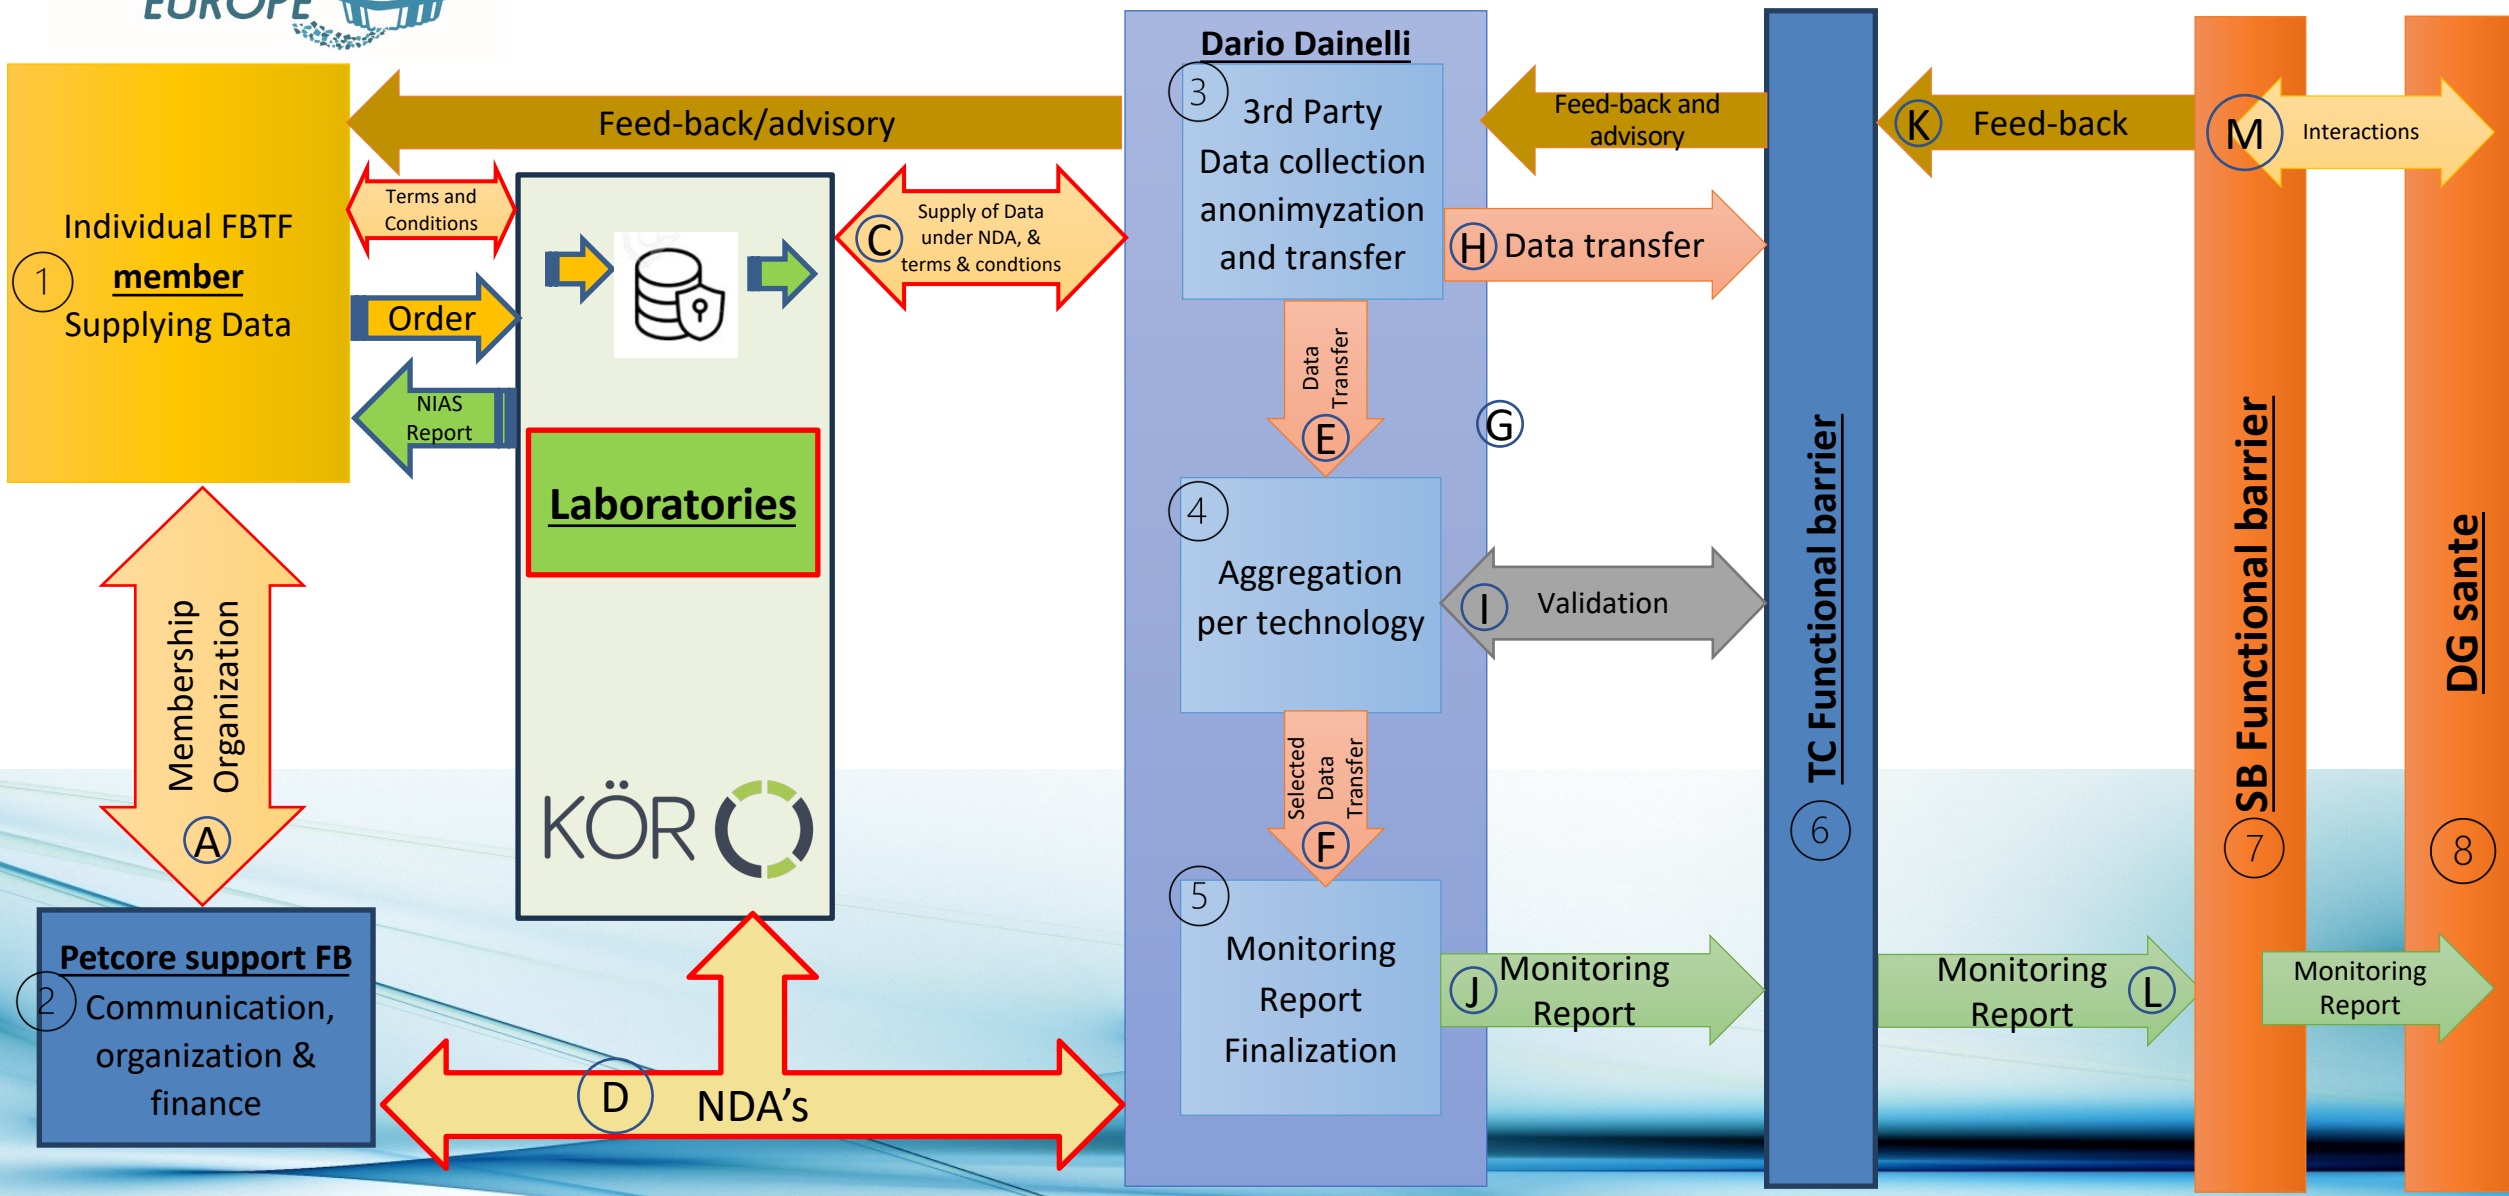 EUROPE
Individual FBTF
member
Supplying Data
1
Feed-back/advisory
Terms and
Conditions
Order
NIAS
Report
Laboratories
KÖR
Membership
Organization
A
Petcore support FB
2
Communication,
organization &
finance
D
NDA's
C
Supply of Data
under NDA, &
terms & condtions
Dario Dainelli
3
3rd Party
Data collection
anonimyzation
and transfer
Data
Transfer
E
4
Aggregation
per technology
Selected
Data
Transfer
F
5
Monitoring
Report
Finalization
G
Feed-back and
advisory
H
Data transfer
I
Validation
J
Monitoring
Report
TC Functional barrier
6
K
Feed-back
Monitoring
Report
L
SB Functional barrier
7
M
Interactions
Monitoring
Report
DG sante
8